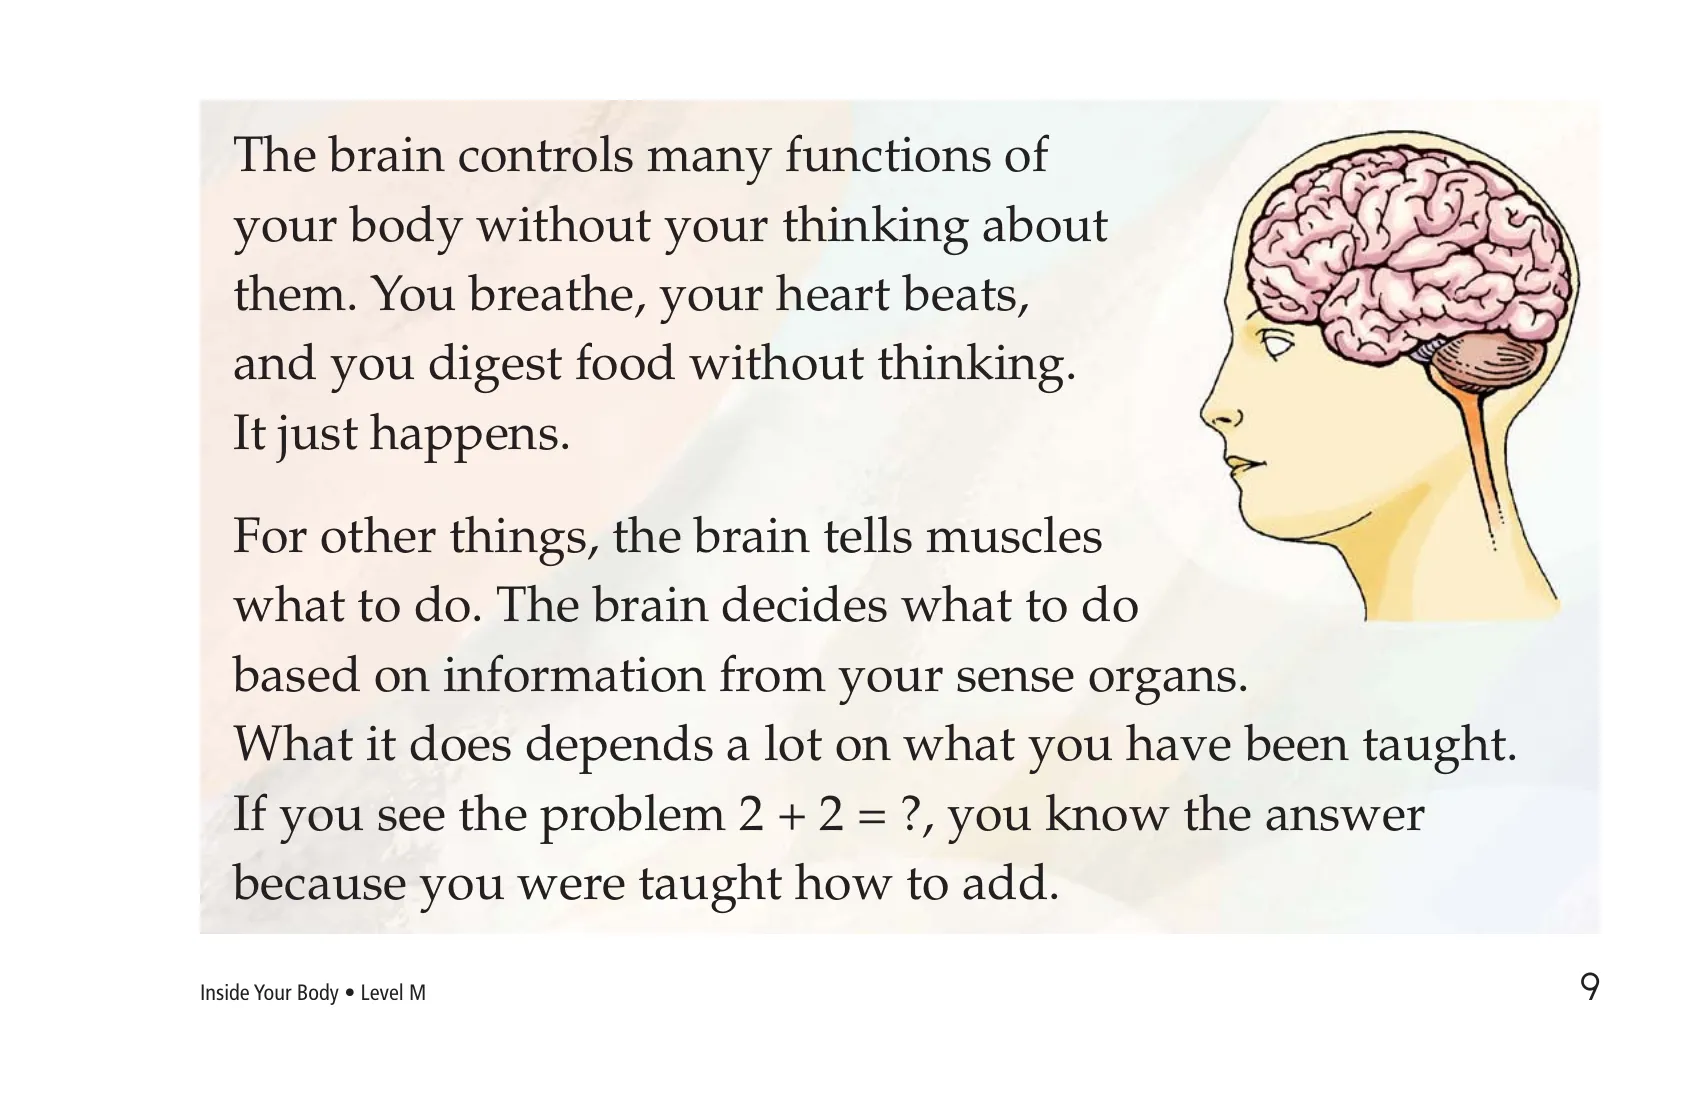 The brain controls many functions of
your body without your thinking about
them. You breathe, your heart beats,
and you digest food without thinking.
It just happens.
For other things, the brain tells muscles
what to do. The brain decides what to do
based on information from your sense organs.
What it does depends a lot on what you have been taught.
If you see the problem 2 + 2 = ?, you know the answer
because you were taught how to add.
Inside Your Body • Level M
9